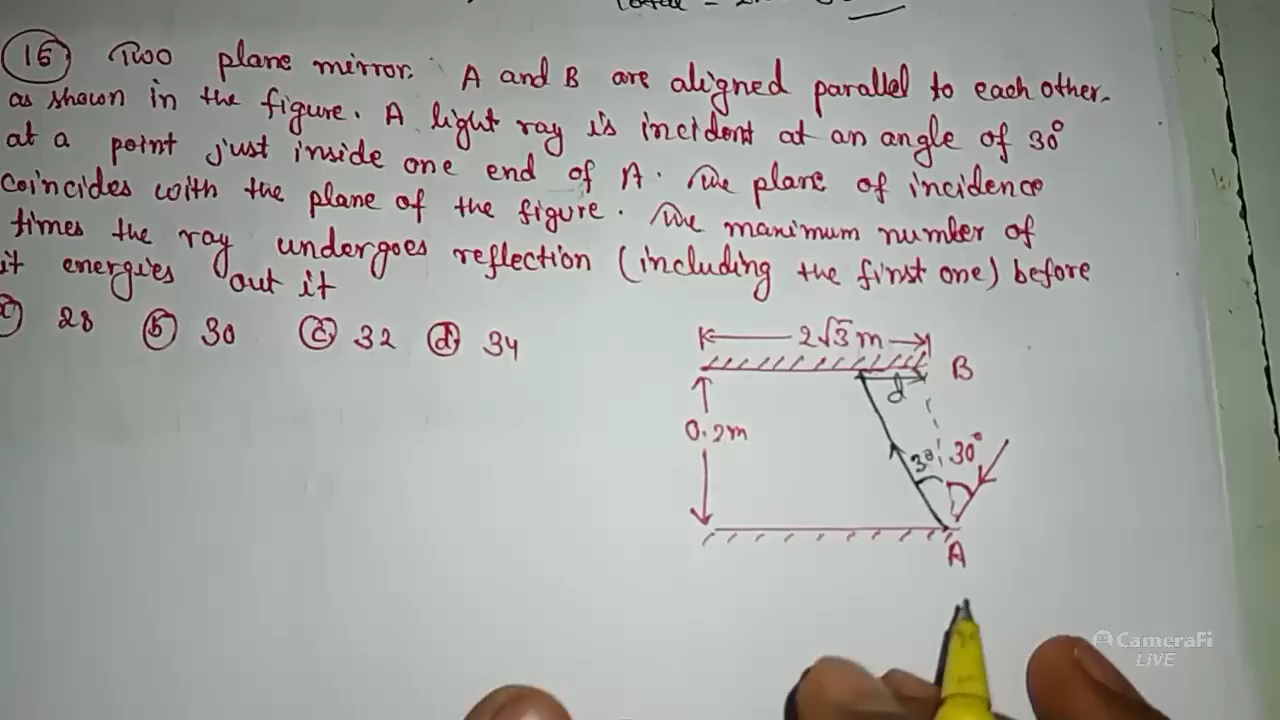 Total =
(16) Two plane mirror. A and B are aligned parallel to each other.
as shown in the figure. A light ray is incident at an angle of 30°
at a point just inside one end of A. The plane of incidence
coincides with the plane of the figure. The maximum number of
times the ray undergoes reflection (including the first one) before
it energies out it
28 (b) 30 (c) 32 (d) 34
2√3 m
B
d
0.2m
30°
30°
A
CameraFi
LIVE